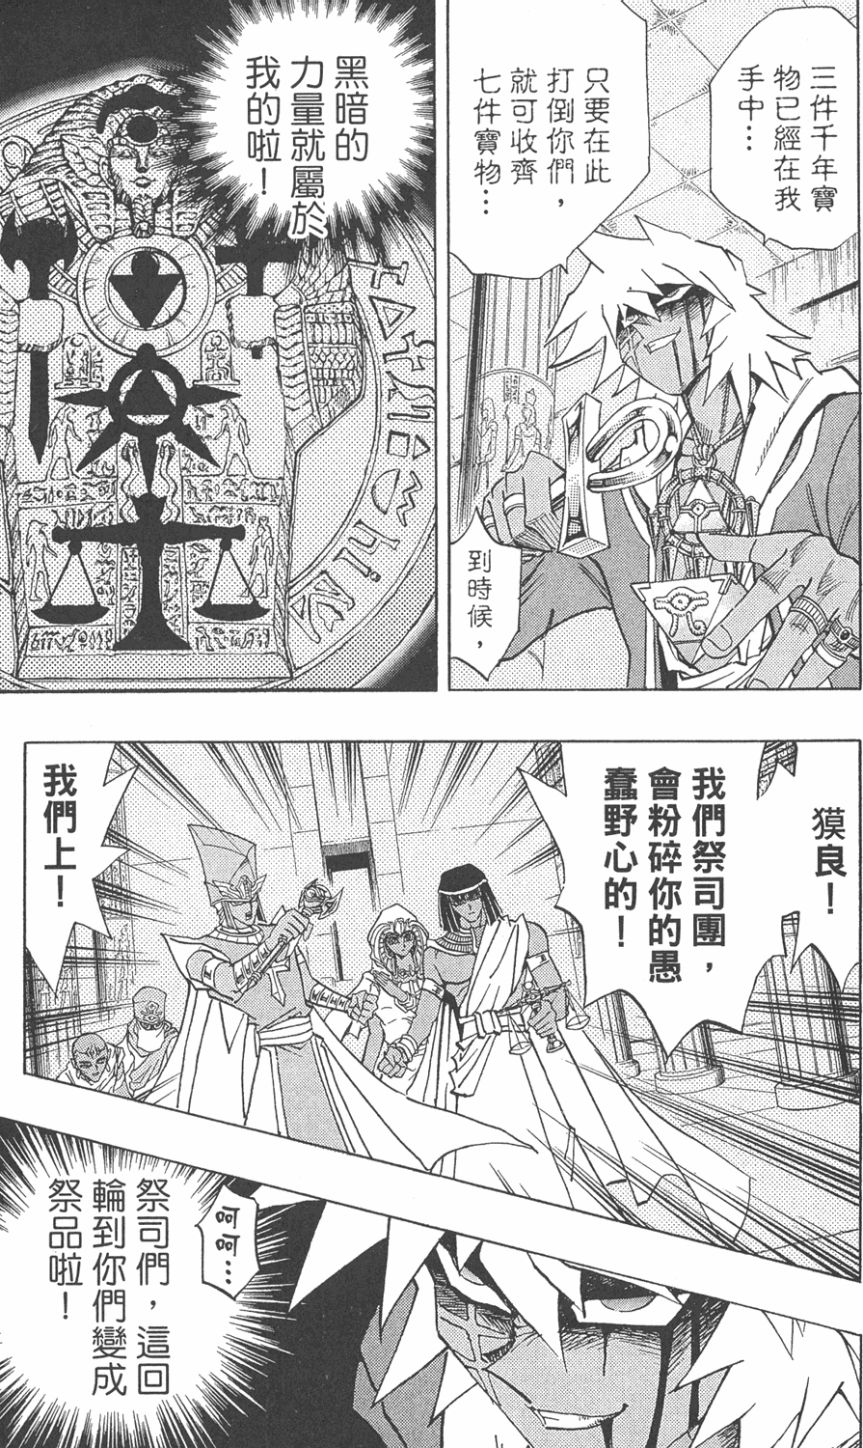 三件千年寶
物已經在我
手中…
只要在此
打倒你們，
就可收齊
七件寶物…
到時候，
黑暗的
力量就屬於
我的啦！
獏良！
我們祭司團，
會粉碎你的愚
蠢野心的！
我們上！
呵呵…
祭司們，這回
輪到你們變成
祭品啦！